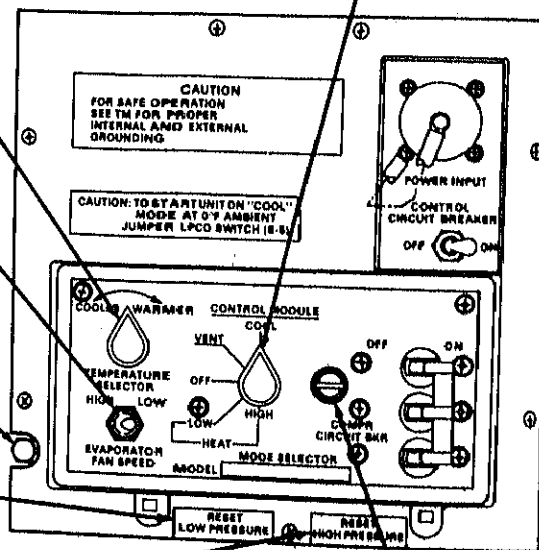 CAUTION
FOR SAFE OPERATION
SEE TM FOR PROPER
INTERNAL AND EXTERNAL
GROUNDING
POWER INPUT
CONTROL
CIRCUIT BREAKER
OFF ON
CAUTION: TO START UNIT ON "COOL"
MODE AT 0°F AMBIENT
JUMPER LPCO SWITCH (S-5)
COOLER WARMER
TEMPERATURE
SELECTOR
HIGH LOW
EVAPORATOR
FAN SPEED
CONTROL MODULE
COOL
VENT
OFF
LOW
HIGH
HEAT
MODE SELECTOR
MODEL
OFF ON
COMPR
CIRCUIT BKR
RESET
LOW PRESSURE
RESET
HIGH PRESSURE